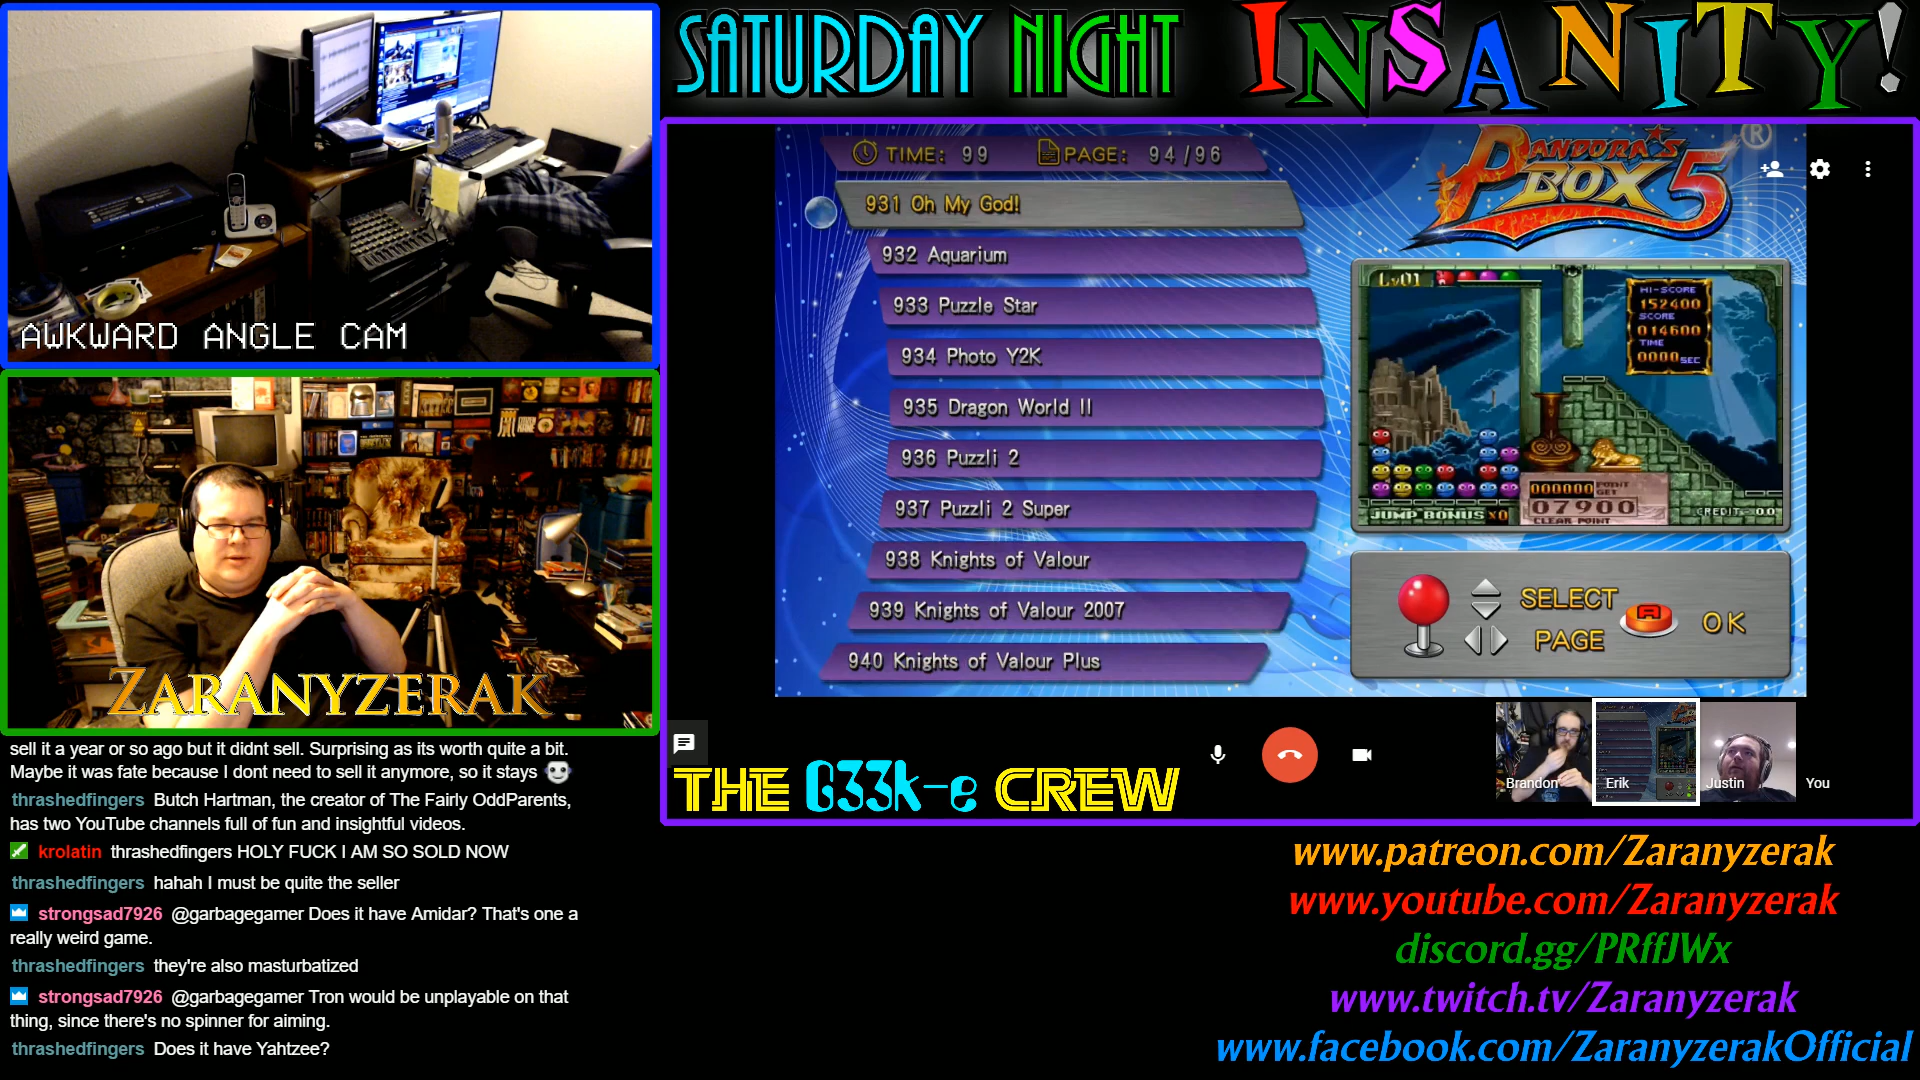 SATURDAY NIGHT INSANITY!
AWKWARD ANGLE CAM
ZARANYZERAK
TIME: 99 PAGE: 94/96
931 Oh My God!
932 Aquarium
933 Puzzle Star
934 Photo Y2K
935 Dragon World II
936 Puzzli 2
937 Puzzli 2 Super
938 Knights of Valour
939 Knights of Valour 2007
940 Knights of Valour Plus
PANDORA'S BOX 5 ®
LV01
HI-SCORE
152400
SCORE
014600
TIME
0000 SEC
000000 POINT GET
07900
CLEAR POINT
JUMP BONUS X0
CREDIT 00
SELECT
PAGE
A
OK
Brandon
Erik
Justin
You
THE G33k-e CREW
sell it a year or so ago but it didnt sell. Surprising as its worth quite a bit.
Maybe it was fate because I dont need to sell it anymore, so it stays
thrashedfingers Butch Hartman, the creator of The Fairly OddParents,
has two YouTube channels full of fun and insightful videos.
krolatin thrashedfingers HOLY FUCK I AM SO SOLD NOW
thrashedfingers hahah I must be quite the seller
strongsad7926 @garbagegamer Does it have Amidar? That's one a
really weird game.
thrashedfingers they're also masturbatized
strongsad7926 @garbagegamer Tron would be unplayable on that
thing, since there's no spinner for aiming.
thrashedfingers Does it have Yahtzee?
www.patreon.com/Zaranyzerak
www.youtube.com/Zaranyzerak
discord.gg/PRffJWx
www.twitch.tv/Zaranyzerak
www.facebook.com/ZaranyzerakOfficial